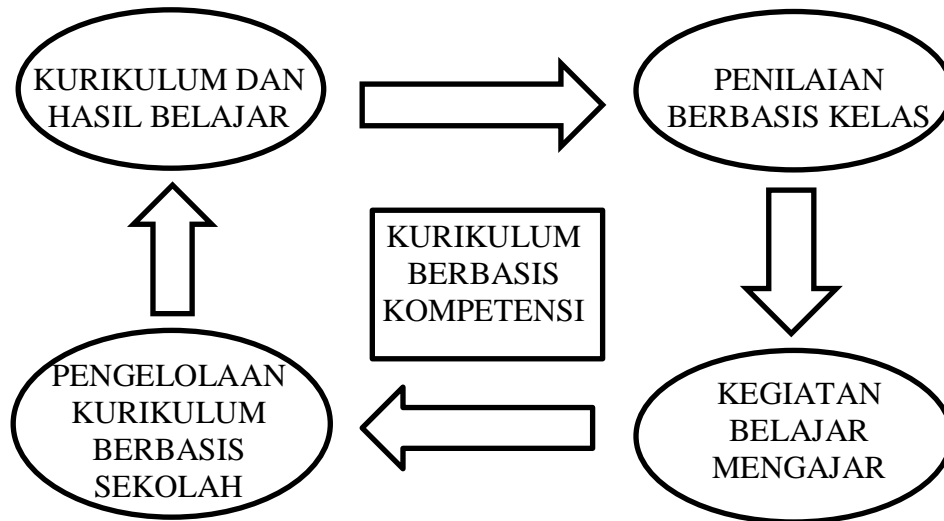 KURIKULUM DAN
HASIL BELAJAR
PENILAIAN
BERBASIS KELAS
KURIKULUM
BERBASIS
KOMPETENSI
PENGELOLAAN
KURIKULUM
BERBASIS
SEKOLAH
KEGIATAN
BELAJAR
MENGAJAR